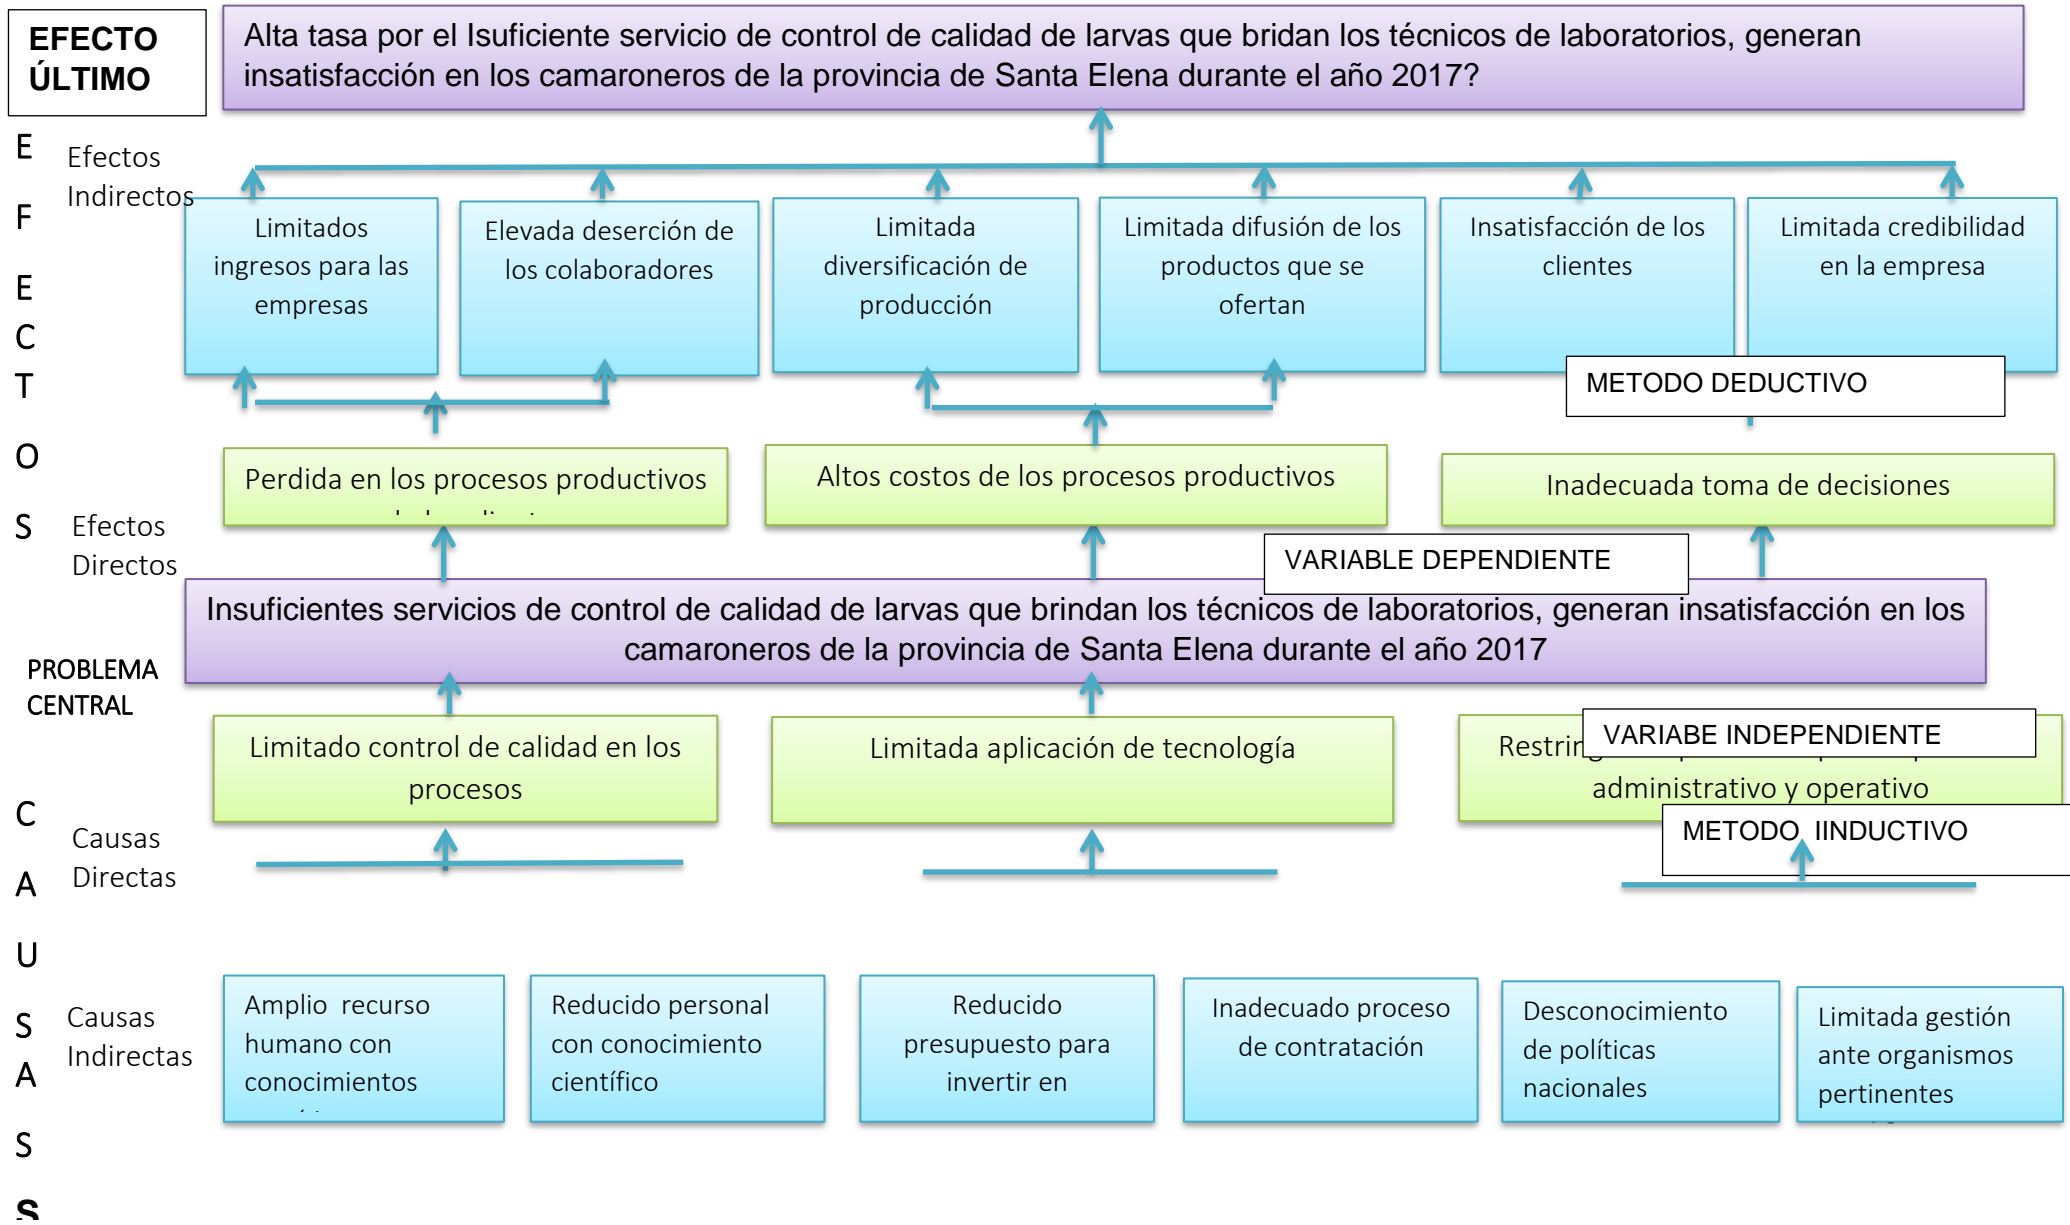 EFECTO
ÚLTIMO
Alta tasa por el Isuficiente servicio de control de calidad de larvas que bridan los técnicos de laboratorios, generan
insatisfacción en los camaroneros de la provincia de Santa Elena durante el año 2017?
E
F
E
C
T
O
S
Efectos
Indirectos
Limitados
ingresos para las
empresas
Elevada deserción de
los colaboradores
Limitada
diversificación de
producción
Limitada difusión de los
productos que se
ofertan
Insatisfacción de los
clientes
Limitada credibilidad
en la empresa
METODO DEDUCTIVO
Efectos
Directos
Perdida en los procesos productivos
Altos costos de los procesos productivos
Inadecuada toma de decisiones
VARIABLE DEPENDIENTE
PROBLEMA
CENTRAL
Insuficientes servicios de control de calidad de larvas que brindan los técnicos de laboratorios, generan insatisfacción en los
camaroneros de la provincia de Santa Elena durante el año 2017
C
A
U
S
A
S
S
Causas
Directas
Limitado control de calidad en los
procesos
Limitada aplicación de tecnología
VARIABE INDEPENDIENTE
administrativo y operativo
METODO IINDUCTIVO
Causas
Indirectas
Amplio recurso
humano con
conocimientos
Reducido personal
con conocimiento
científico
Reducido
presupuesto para
invertir en
Inadecuado proceso
de contratación
Desconocimiento
de políticas
nacionales
Limitada gestión
ante organismos
pertinentes